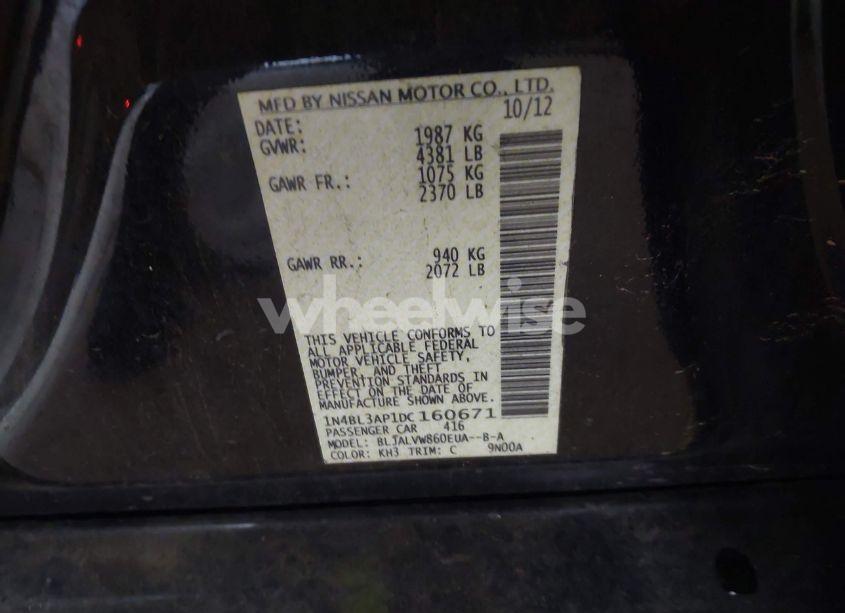 MFD BY NISSAN MOTOR CO., LTD.
DATE: 10/12
GVWR: 1987 KG
4381 LB
GAWR FR.: 1075 KG
2370 LB
GAWR RR.: 940 KG
2072 LB
wheelwise
THIS VEHICLE CONFORMS TO
ALL APPLICABLE FEDERAL
MOTOR VEHICLE SAFETY,
BUMPER, AND THEFT
PREVENTION STANDARDS IN
EFFECT ON THE DATE OF
MANUFACTURE SHOWN ABOVE.
1N4BL3AP1DC160671
PASSENGER CAR 416
MODEL: BLJALVW860EUA--B-A
COLOR: KH3 TRIM: C 9N00A